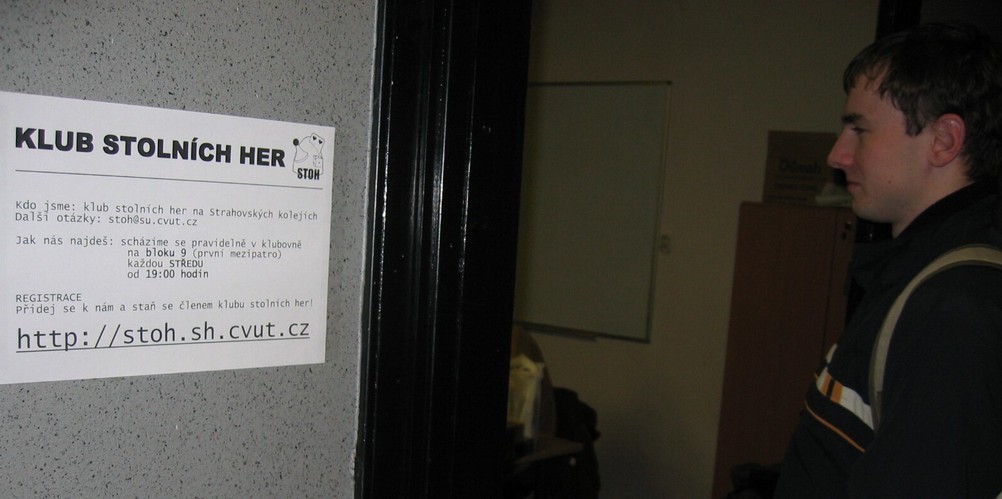 KLUB STOLNÍCH HER
STOH
Kdo jsme: klub stolních her na Strahovských kolejích
Další otázky: stoh@su.cvut.cz
Jak nás najdeš: scházíme se pravidelně v klubovně
na bloku 9 (první mezipatro)
každou STŘEDU
od 19:00 hodin
REGISTRACE
Přidej se k nám a staň se členem klubu stolních her!
http://stoh.sh.cvut.cz